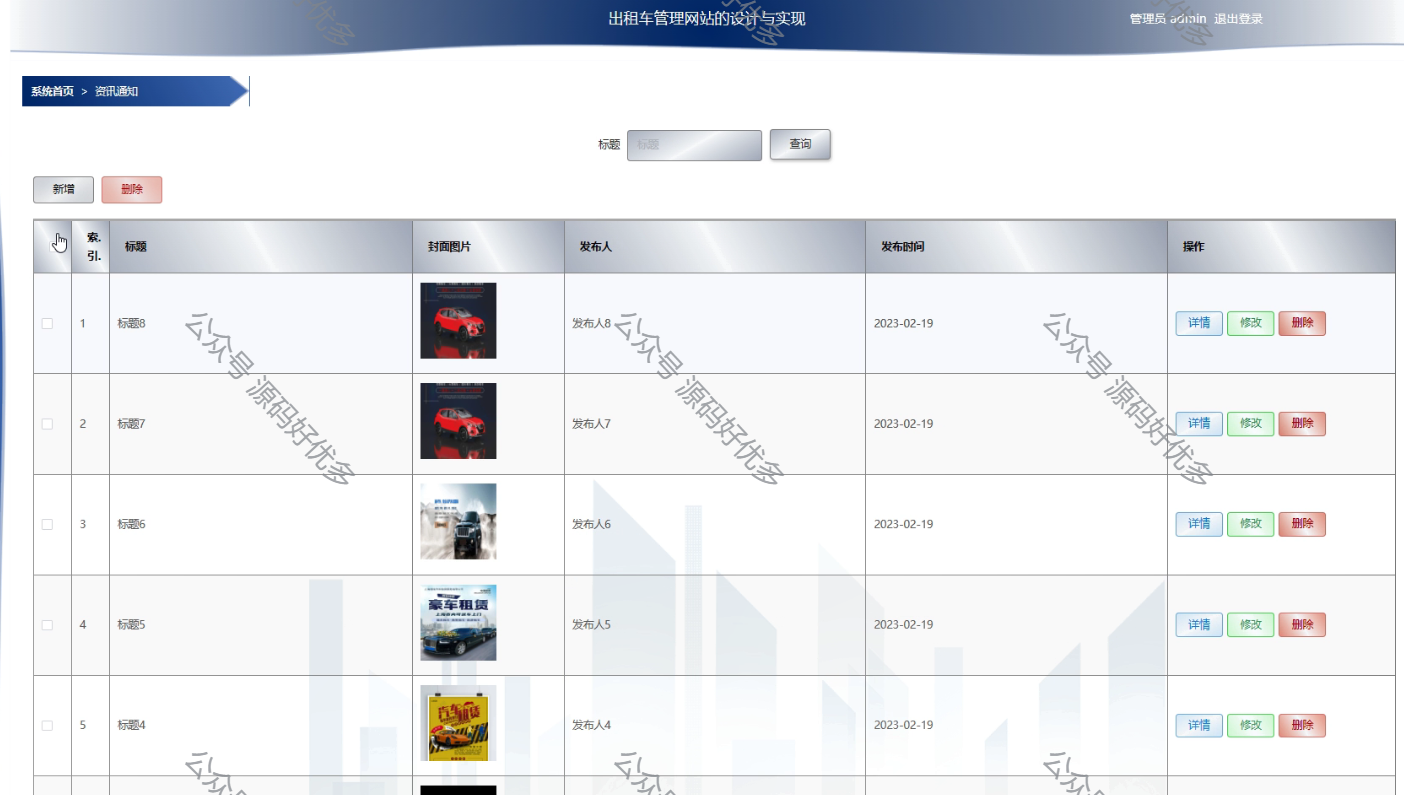 出租车管理网站的设计与实现
管理员 admin 退出登录
系统首页 > 资讯通知
标题 标题 查询
新增 删除
索.
引.
标题 封面图片 发布人 发布时间 操作
1 标题8 发布人8 2023-02-19 详情 修改 删除
2 标题7 发布人7 2023-02-19 详情 修改 删除
3 标题6 发布人6 2023-02-19 详情 修改 删除
豪车租赁
4 标题5 发布人5 2023-02-19 详情 修改 删除
汽车租赁
5 标题4 发布人4 2023-02-19 详情 修改 删除
公众号 源码好优多
公众号 源码好优多
公众号 源码好优多